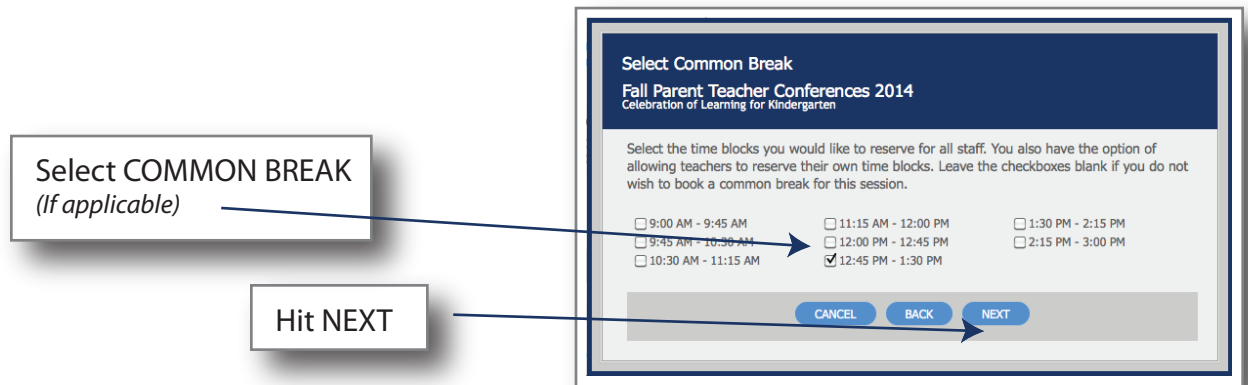 Select Common Break
Fall Parent Teacher Conferences 2014
Celebration of Learning for Kindergarten
Select COMMON BREAK
(If applicable)
Select the time blocks you would like to reserve for all staff. You also have the option of
allowing teachers to reserve their own time blocks. Leave the checkboxes blank if you do not
wish to book a common break for this session.
9:00 AM - 9:45 AM
11:15 AM - 12:00 PM
1:30 PM - 2:15 PM
9:45 AM - 10:30 AM
12:00 PM - 12:45 PM
2:15 PM - 3:00 PM
10:30 AM - 11:15 AM
12:45 PM - 1:30 PM
Hit NEXT
CANCEL
BACK
NEXT